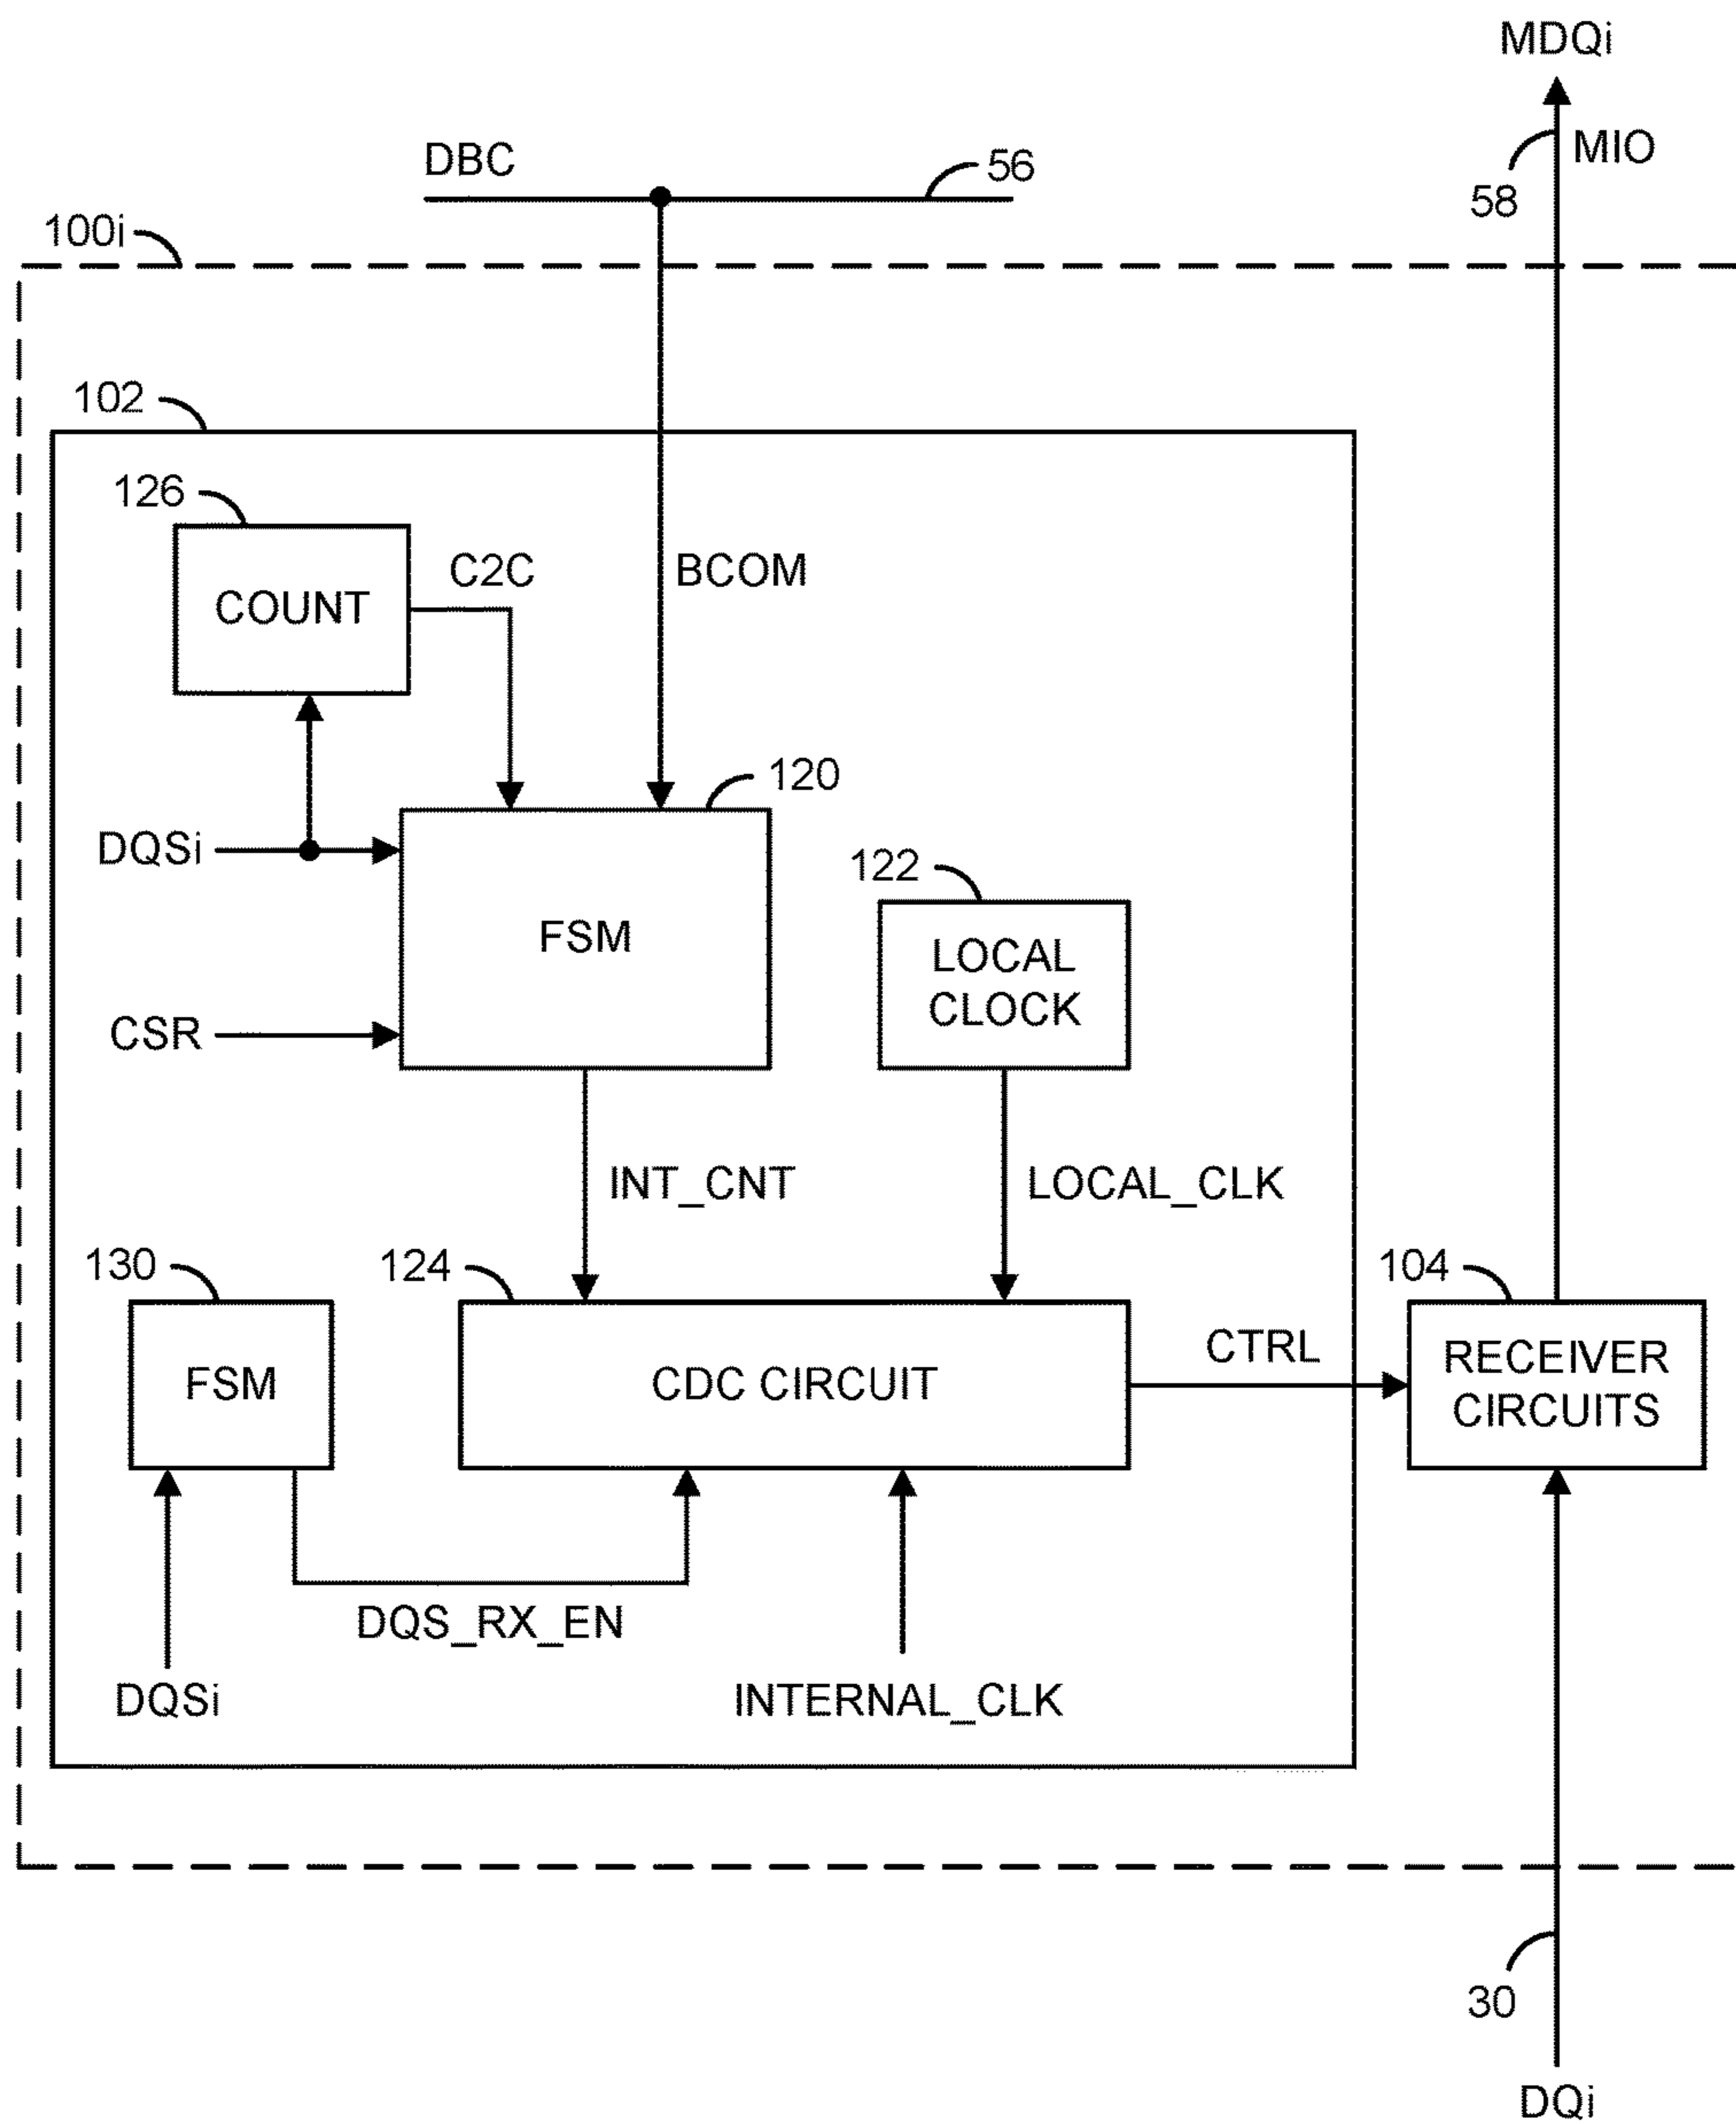 MDQi
MIO
58
DBC
56
100i
102
126
COUNT
C2C
BCOM
120
DQSi
FSM
122
LOCAL
CLOCK
CSR
INT_CNT
LOCAL_CLK
130
124
104
FSM
CDC CIRCUIT
CTRL
RECEIVER
CIRCUITS
DQS_RX_EN
DQSi
INTERNAL_CLK
30
DQi